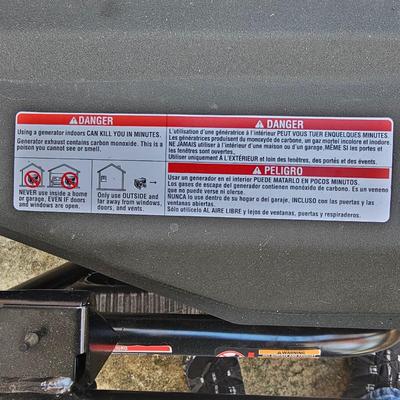 DANGER
Using a generator indoors CAN KILL YOU IN MINUTES.
Generator exhaust contains carbon monoxide. This is a
poison you cannot see or smell.
NEVER use inside a home
or garage, EVEN IF doors
and windows are open.
Only use OUTSIDE and
far away from windows,
doors, and vents.
DANGER
L'utilisation d'une génératrice à l'intérieur PEUT VOUS TUER ENQUELQUES MINUTES.
Les génératrices produisent du monoxyde de carbone, un gaz mortel incolore et inodore
NE JAMAIS utiliser à l'intérieur d'une maison ou d'un garage, MÊME SI les portes et
les fenêtres sont ouvertes.
Utiliser uniquement À L'EXTÉRIEUR et loin des fenêtres, des portes et des évents.
PELIGRO
Usar un generador en el interior PUEDE MATARLO EN POCOS MINUTOS.
Los gases de escape del generador contienen monóxido de carbono. Es un veneno
que no puede verse ni olerse.
NUNCA lo use dentro de su hogar o del garaje, INCLUSO con las puertas y las
ventanas abiertas.
Sólo utilícelo AL AIRE LIBRE y lejos de ventanas, puertas y respiraderos.
WARNING